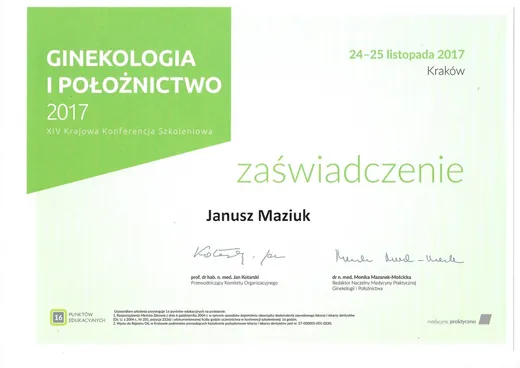 GINEKOLOGIA
I POŁOŻNICTWO
2017
XIV Krajowa Konferencja Szkoleniowa
24–25 listopada 2017
Kraków
zaświadczenie
Janusz Maziuk
prof. dr hab. n. med. Jan Kotarski
Przewodniczący Komitetu Organizacyjnego
dr n. med. Monika Mazanek-Mościcka
Redaktor Naczelny Medycyny Praktycznej
Ginekologii i Położnictwa
16
PUNKTÓW
EDUKACYJNYCH
medycyna praktyczna